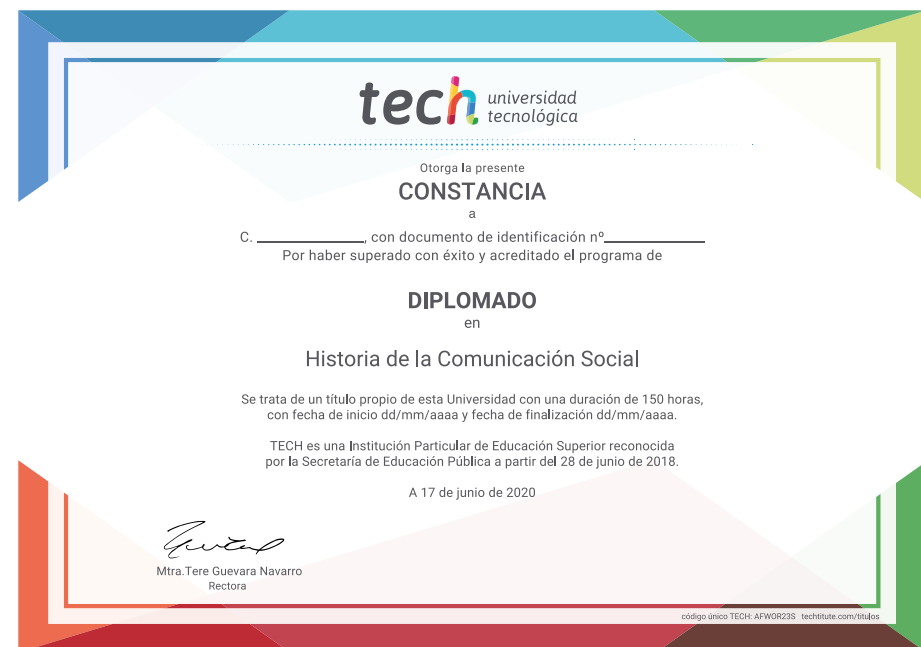 tech universidad
tecnológica
Otorga la presente
CONSTANCIA
a
C. ______________, con documento de identificación nº_____________
Por haber superado con éxito y acreditado el programa de
DIPLOMADO
en
Historia de la Comunicación Social
Se trata de un título propio de esta Universidad con una duración de 150 horas,
con fecha de inicio dd/mm/aaaa y fecha de finalización dd/mm/aaaa.
TECH es una Institución Particular de Educación Superior reconocida
por la Secretaría de Educación Pública a partir del 28 de junio de 2018.
A 17 de junio de 2020
Mtra.Tere Guevara Navarro
Rectora
código único TECH: AFWOR23S techtitute.com/titulos